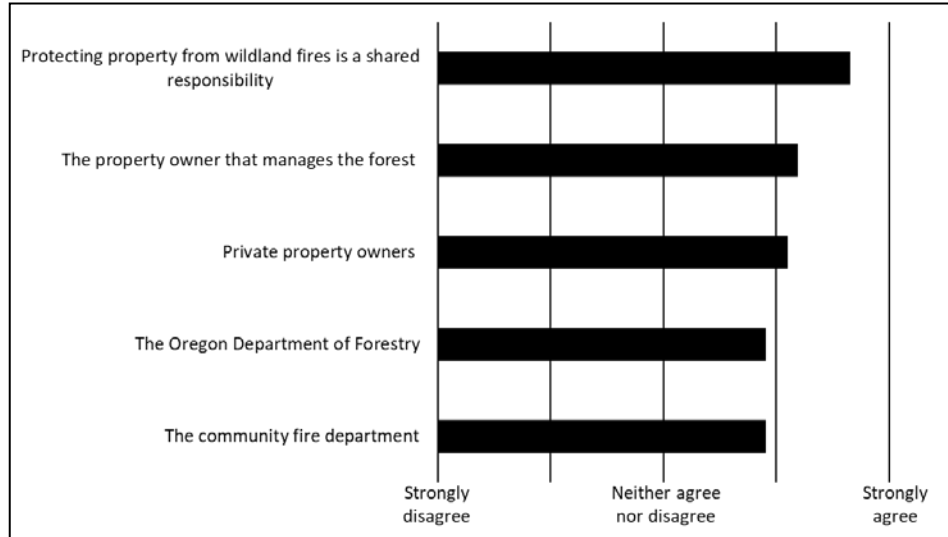 Protecting property from wildland fires is a shared
responsibility
The property owner that manages the forest
Private property owners
The Oregon Department of Forestry
The community fire department
Strongly
disagree
Neither agree
nor disagree
Strongly
agree